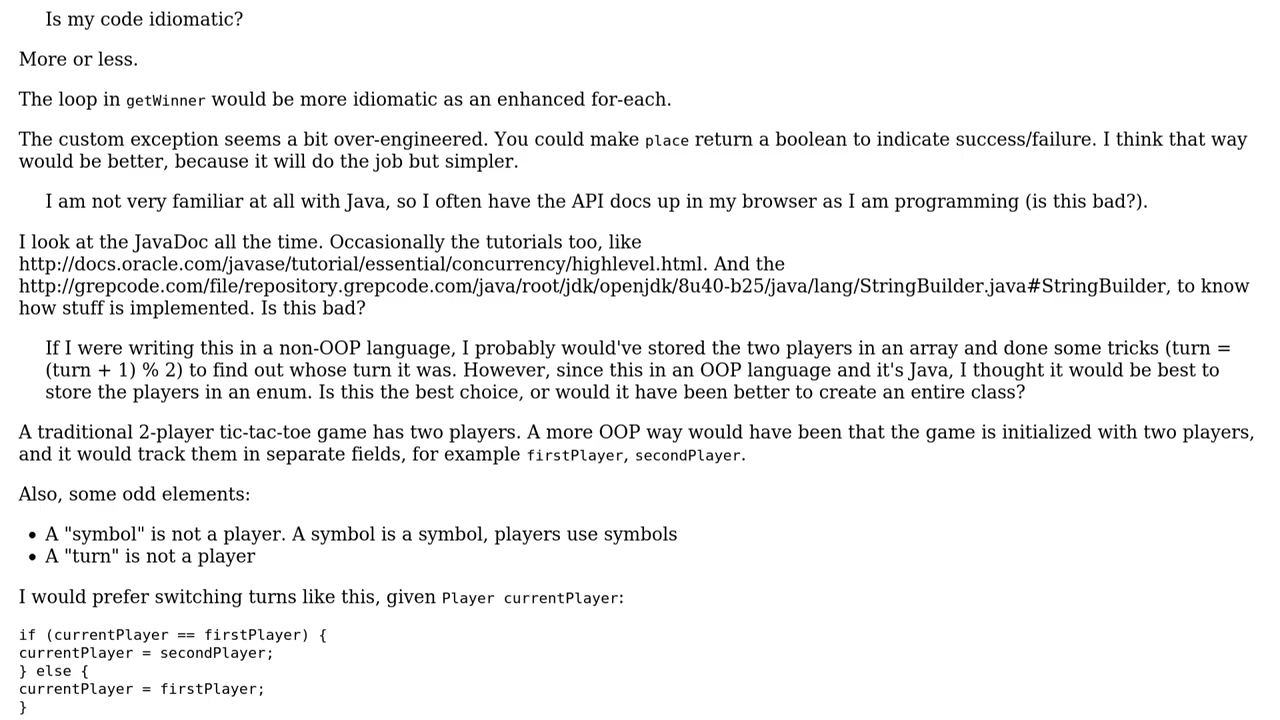 Is my code idiomatic?
More or less.
The loop in getWinner would be more idiomatic as an enhanced for-each.
The custom exception seems a bit over-engineered. You could make place return a boolean to indicate success/failure. I think that way
would be better, because it will do the job but simpler.
I am not very familiar at all with Java, so I often have the API docs up in my browser as I am programming (is this bad?).
I look at the JavaDoc all the time. Occasionally the tutorials too, like
http://docs.oracle.com/javase/tutorial/essential/concurrency/highlevel.html. And the
http://grepcode.com/file/repository.grepcode.com/java/root/jdk/openjdk/8u40-b25/java/lang/StringBuilder.java#StringBuilder, to know
how stuff is implemented. Is this bad?
If I were writing this in a non-OOP language, I probably would've stored the two players in an array and done some tricks (turn =
(turn + 1) % 2) to find out whose turn it was. However, since this in an OOP language and it's Java, I thought it would be best to
store the players in an enum. Is this the best choice, or would it have been better to create an entire class?
A traditional 2-player tic-tac-toe game has two players. A more OOP way would have been that the game is initialized with two players,
and it would track them in separate fields, for example firstPlayer, secondPlayer.
Also, some odd elements:
• A "symbol" is not a player. A symbol is a symbol, players use symbols
• A "turn" is not a player
I would prefer switching turns like this, given Player currentPlayer:
if (currentPlayer == firstPlayer) {
currentPlayer = secondPlayer;
} else {
currentPlayer = firstPlayer;
}